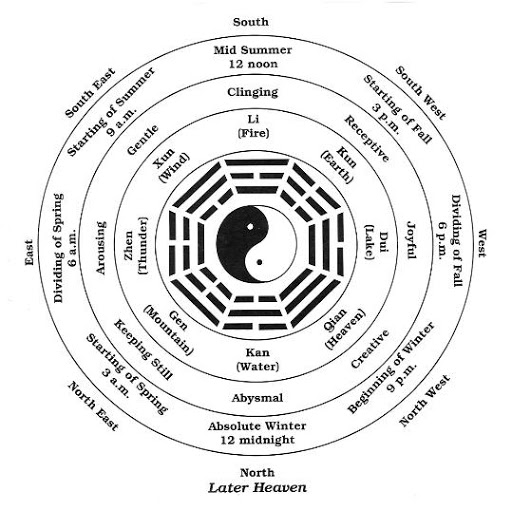 South
Mid Summer
12 noon
Clinging
Li
(Fire)
South West
Starting of Fall
3 p.m.
Receptive
Kun
(Earth)
West
Dividing of Fall
6 p.m.
Joyful
Dui
(Lake)
North West
Beginning of Winter
9 p.m.
Creative
Qian
(Heaven)
North
Absolute Winter
12 midnight
Abysmal
Kan
(Water)
North East
Starting of Spring
3 a.m.
Keeping Still
Gen
(Mountain)
East
Dividing of Spring
6 a.m.
Arousing
Zhen
(Thunder)
South East
Starting of Summer
9 a.m.
Gentle
Xun
(Wind)
Later Heaven